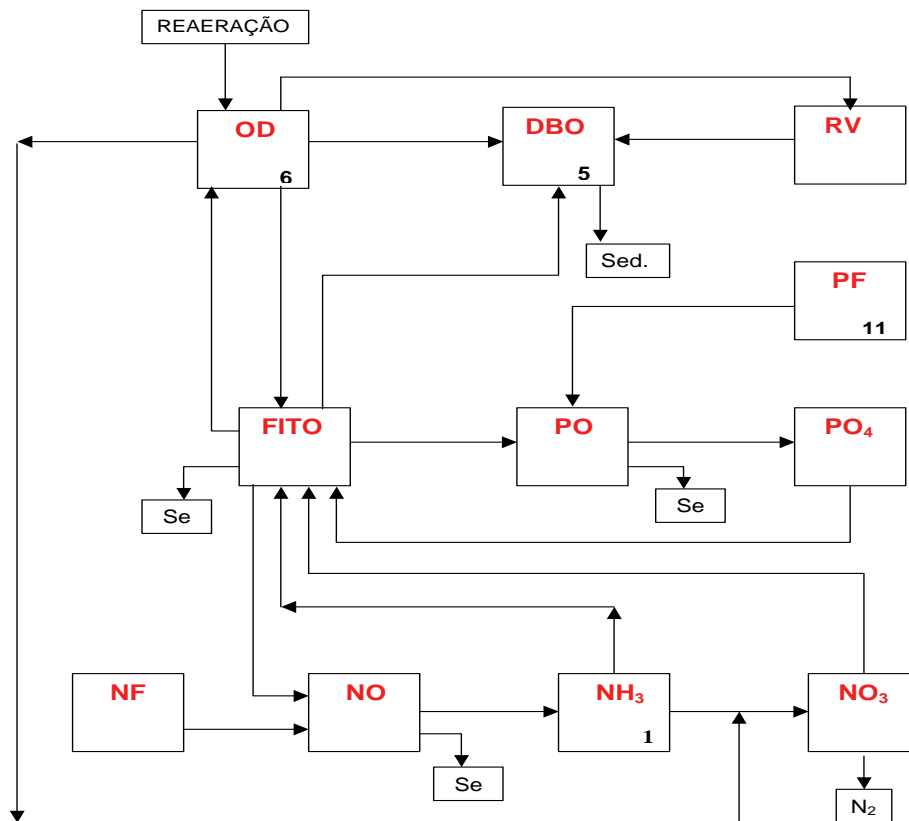 REAERAÇÃO
OD
6
DBO
5
RV
Sed.
PF
11
FITO
PO
PO₄
Se
Se
NF
NO
NH₃
1
NO₃
Se
N₂